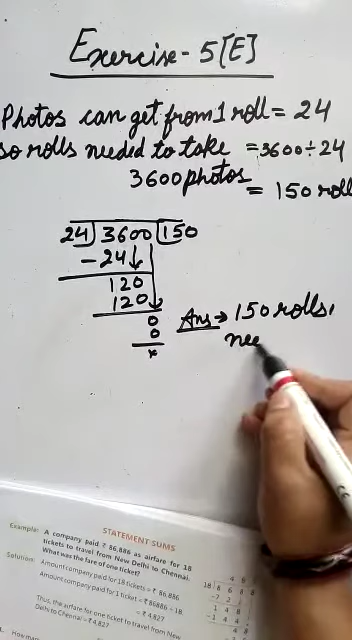 Exercise - 5[E]
Photos can get from 1 roll = 24
so rolls needed to take = 3600÷24
3600 photos = 150 roll
24) 3600 (150
- 24
120
120
0
0
x
Ans → 150 rolls
nee
STATEMENT SUMS
Example: A company paid ₹ 86,886 as airfare for 18
tickets to travel from New Delhi to Chennai.
What was the fare of one ticket?
Solution: Amount company paid for 18 tickets = ₹ 86,886
Amount company paid for 1 ticket = ₹ 86886 ÷ 18
= ₹ 4,827
Thus, the airfare for one ticket to travel from New
Delhi to Chennai = ₹ 4,827